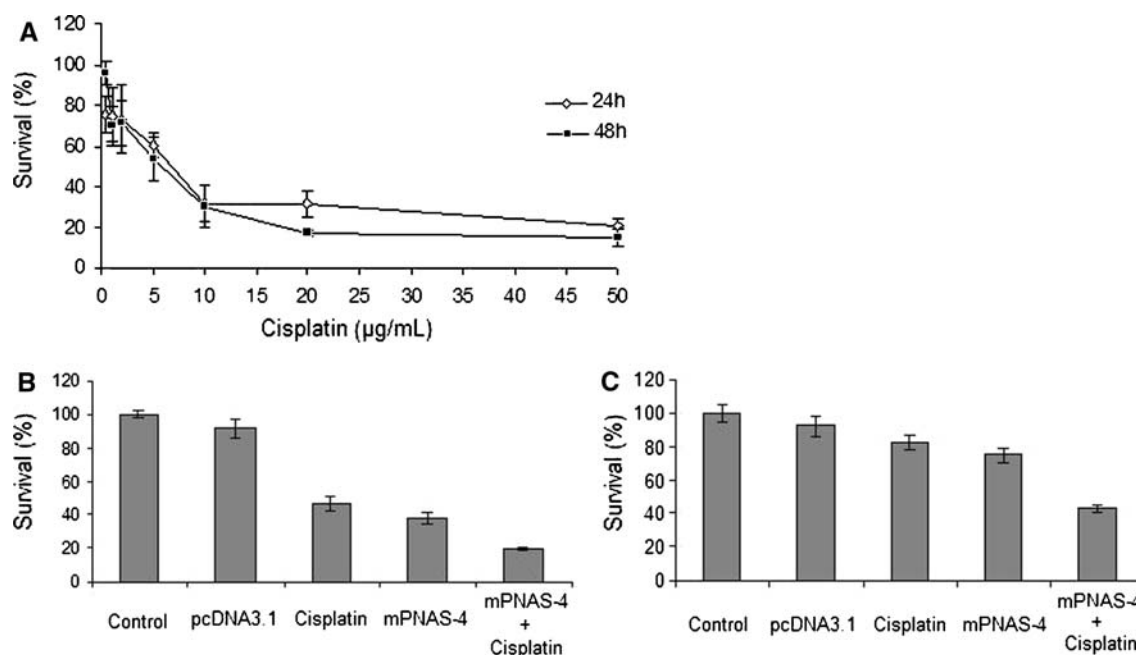 A
Survival (%)
120
100
80
60
40
20
0
0 5 10 15 20 25 30 35 40 45 50
Cisplatin (µg/mL)
24h
48h
B
Survival (%)
120
100
80
60
40
20
0
Control pcDNA3.1 Cisplatin mPNAS-4 mPNAS-4
+
Cisplatin
C
Survival (%)
120
100
80
60
40
20
0
Control pcDNA3.1 Cisplatin mPNAS-4 mPNAS-4
+
Cisplatin